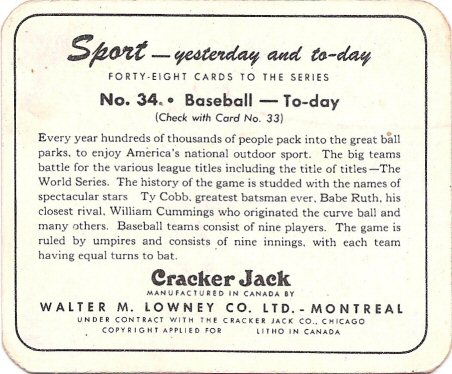 Sport — yesterday and to-day
FORTY-EIGHT CARDS TO THE SERIES
No. 34. • Baseball — To-day
(Check with Card No. 33)
Every year hundreds of thousands of people pack into the great ball
parks, to enjoy America's national outdoor sport. The big teams
battle for the various league titles including the title of titles—The
World Series. The history of the game is studded with the names of
spectacular stars Ty Cobb, greatest batsman ever, Babe Ruth, his
closest rival, William Cummings who originated the curve ball and
many others. Baseball teams consist of nine players. The game is
ruled by umpires and consists of nine innings, with each team
having equal turns to bat.
Cracker Jack
MANUFACTURED IN CANADA BY
WALTER M. LOWNEY CO. LTD. - MONTREAL
UNDER CONTRACT WITH THE CRACKER JACK CO., CHICAGO
COPYRIGHT APPLIED FOR LITHO IN CANADA